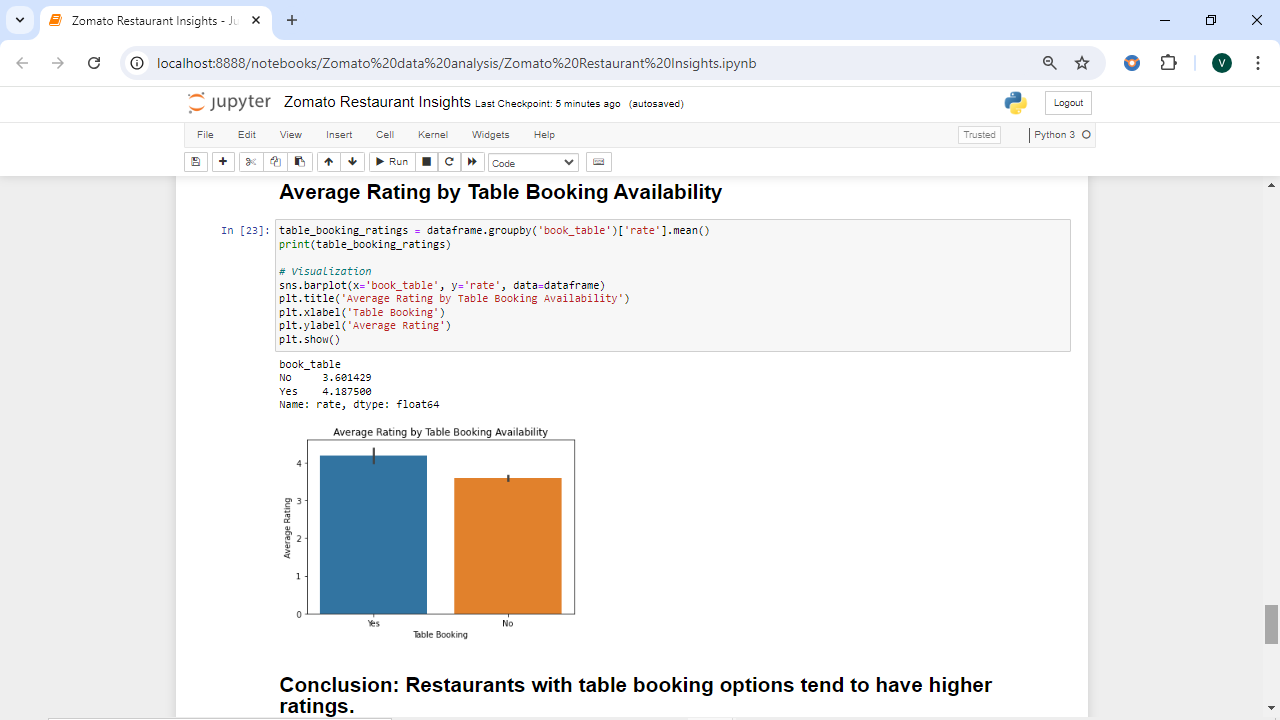 Zomato Restaurant Insights - Ju
localhost:8888/notebooks/Zomato%20data%20analysis/Zomato%20Restaurant%20Insights.ipynb
V
jupyter Zomato Restaurant Insights Last Checkpoint: 5 minutes ago (autosaved)
Logout
File Edit View Insert Cell Kernel Widgets Help
Trusted
Python 3
Run
Code
Average Rating by Table Booking Availability
In [23]:
table_booking_ratings = dataframe.groupby('book_table')['rate'].mean()
print(table_booking_ratings)
# Visualization
sns.barplot(x='book_table', y='rate', data=dataframe)
plt.title('Average Rating by Table Booking Availability')
plt.xlabel('Table Booking')
plt.ylabel('Average Rating')
plt.show()
book_table
No 3.601429
Yes 4.187500
Name: rate, dtype: float64
Average Rating by Table Booking Availability
4
3
2
1
0
Average Rating
Yes No
Table Booking
Conclusion: Restaurants with table booking options tend to have higher
ratings.